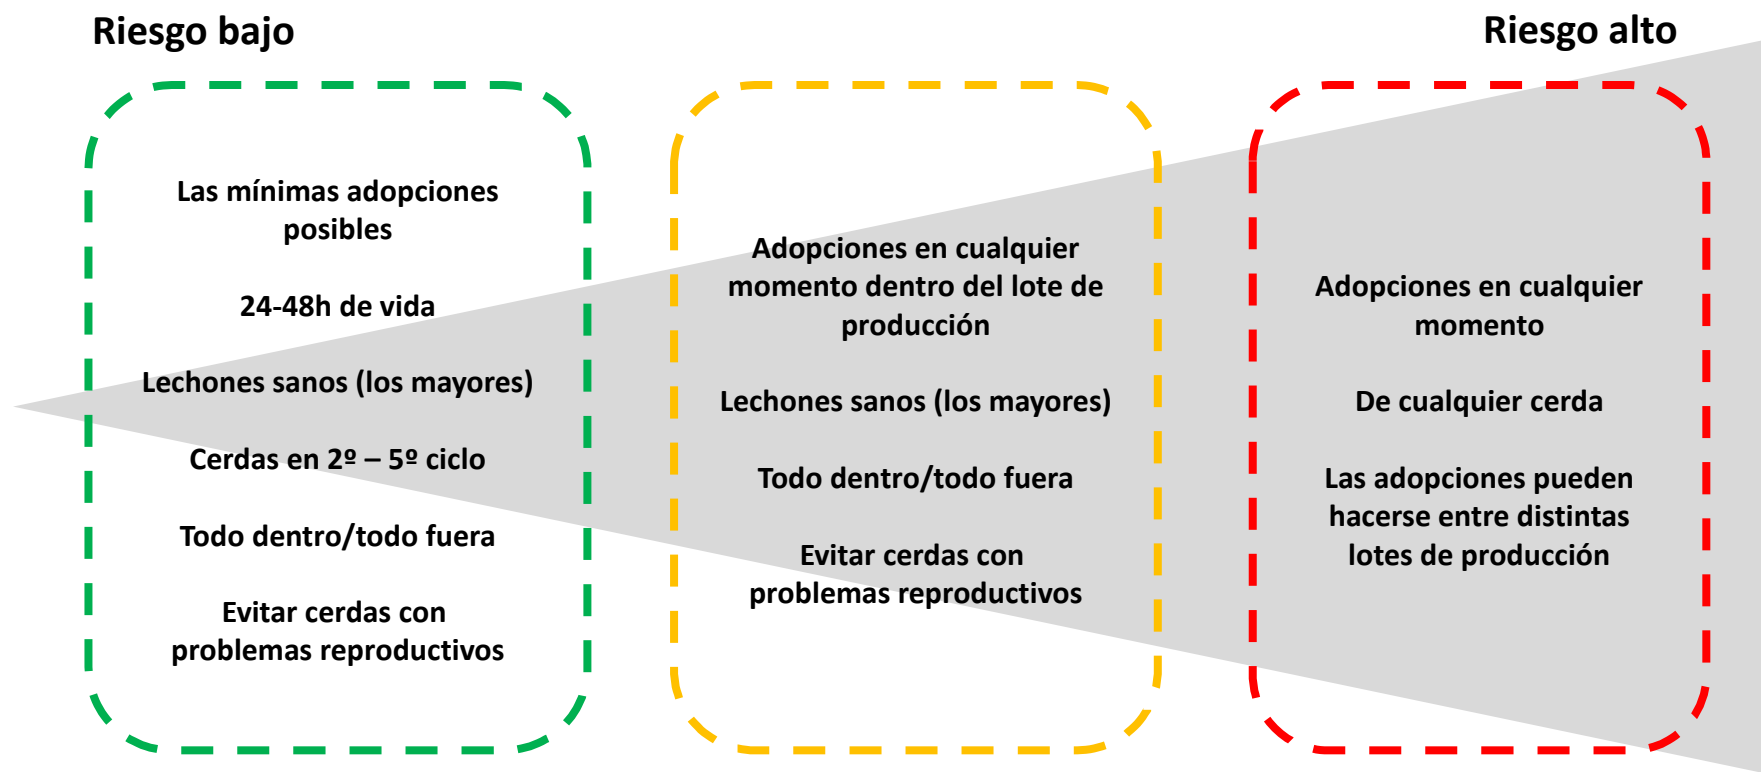 Riesgo bajo
Riesgo alto
Las mínimas adopciones
posibles
24-48h de vida
Lechones sanos (los mayores)
Cerdas en 2º – 5º ciclo
Todo dentro/todo fuera
Evitar cerdas con
problemas reproductivos
Adopciones en cualquier
momento dentro del lote de
producción
Lechones sanos (los mayores)
Todo dentro/todo fuera
Evitar cerdas con
problemas reproductivos
Adopciones en cualquier
momento
De cualquier cerda
Las adopciones pueden
hacerse entre distintas
lotes de producción